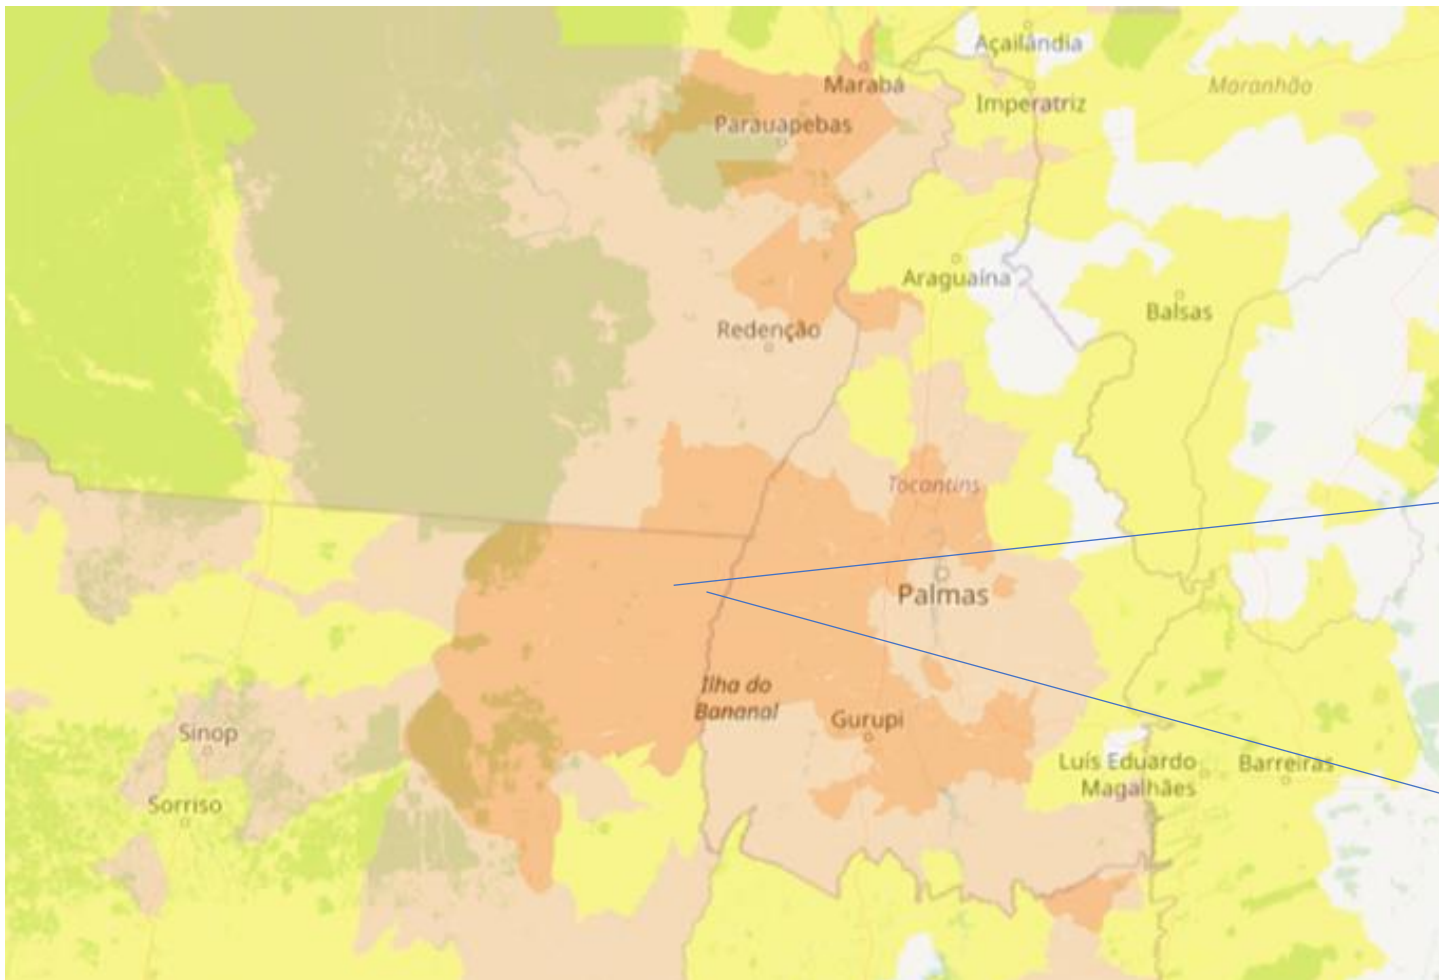 Açailândia
Marabá
Maranhão
Imperatriz
Parauapebas
Araguaína
Balsas
Redenção
Tocantins
Palmas
Ilha do
Bananal
Gurupi
Sinop
Luís Eduardo
Magalhães
Barreiras
Sorriso